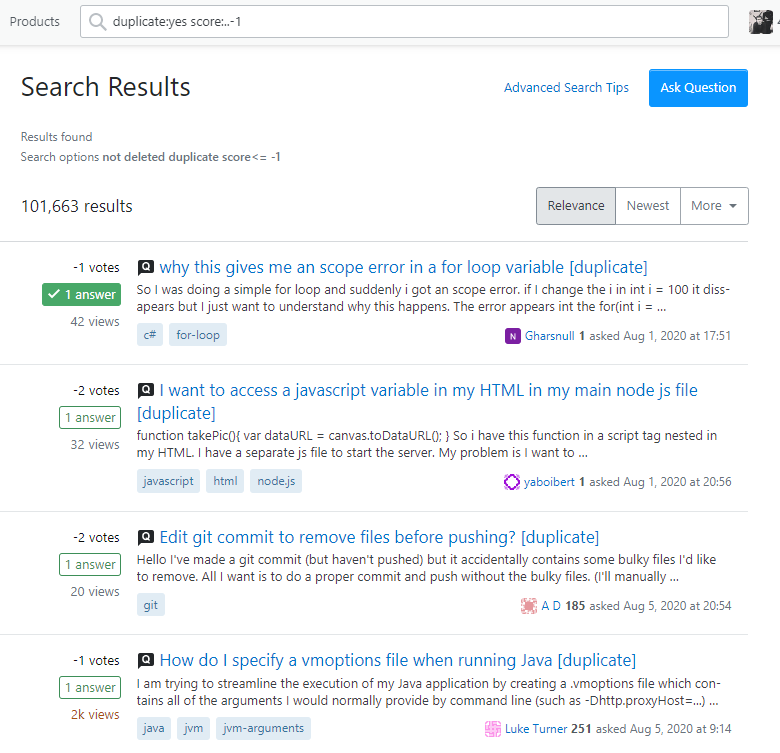 Products
duplicate:yes score:..-1
Search Results
Advanced Search Tips
Ask Question
Results found
Search options not deleted duplicate score<= -1
101,663 results
Relevance
Newest
More
-1 votes
1 answer
42 views
Q why this gives me an scope error in a for loop variable [duplicate]
So I was doing a simple for loop and suddenly i got an scope error. if I change the i in int i = 100 it diss-
apears but I just want to understand why this happens. The error appears int the for(int i = ...
c# for-loop
N Gharsnull 1 asked Aug 1, 2020 at 17:51
-2 votes
1 answer
32 views
Q I want to access a javascript variable in my HTML in my main node js file
[duplicate]
function takePic(){ var dataURL = canvas.toDataURL(); } So i have this function in a script tag nested in
my HTML. I have a separate js file to start the server. My problem is I want to ...
javascript html node.js
yaboibert 1 asked Aug 1, 2020 at 20:56
-2 votes
1 answer
20 views
Q Edit git commit to remove files before pushing? [duplicate]
Hello I've made a git commit (but haven't pushed) but it accidentally contains some bulky files I'd like
to remove. All I want is to do a proper commit and push without the bulky files. (I'll manually ...
git
A D 185 asked Aug 5, 2020 at 20:54
-1 votes
1 answer
2k views
Q How do I specify a vmoptions file when running Java [duplicate]
I am trying to streamline the execution of my Java application by creating a .vmoptions file which con-
tains all of the arguments I would normally provide by command line (such as -Dhttp.proxyHost=...) ...
java jvm jvm-arguments
Luke Turner 251 asked Aug 5, 2020 at 9:14